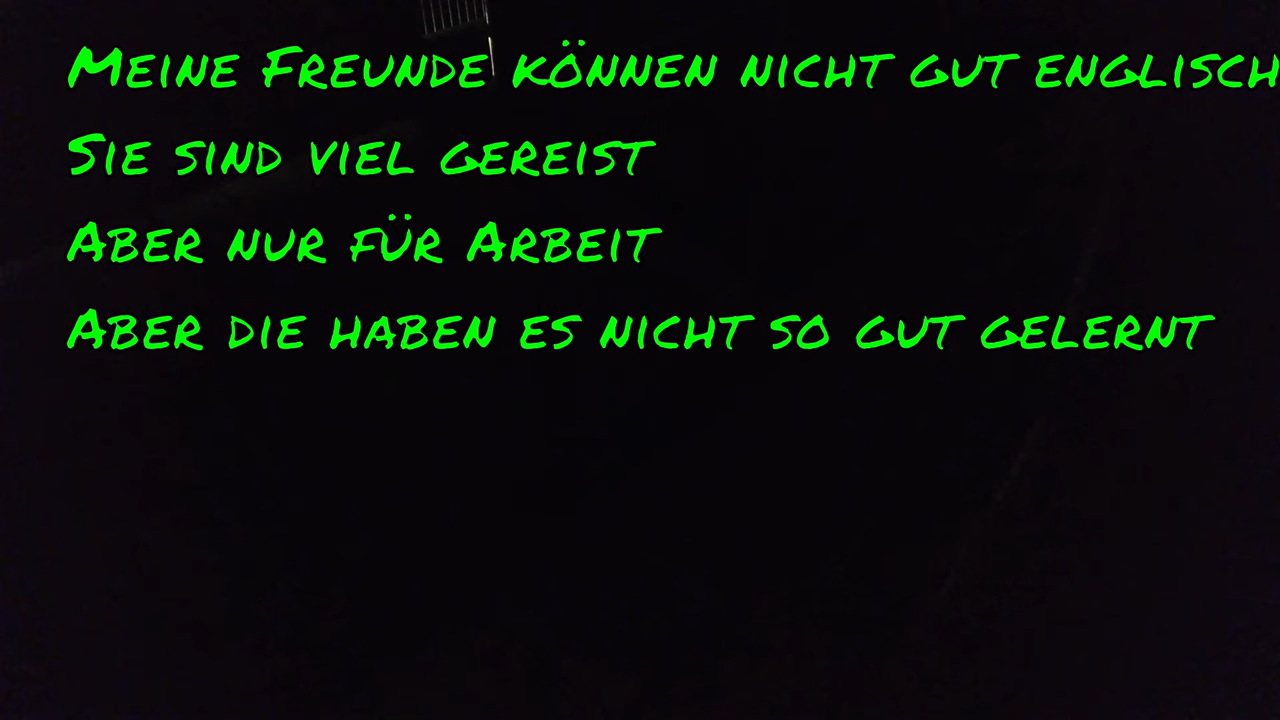 Meine Freunde können nicht gut englisch
Sie sind viel gereist
Aber nur für Arbeit
Aber die haben es nicht so gut gelernt